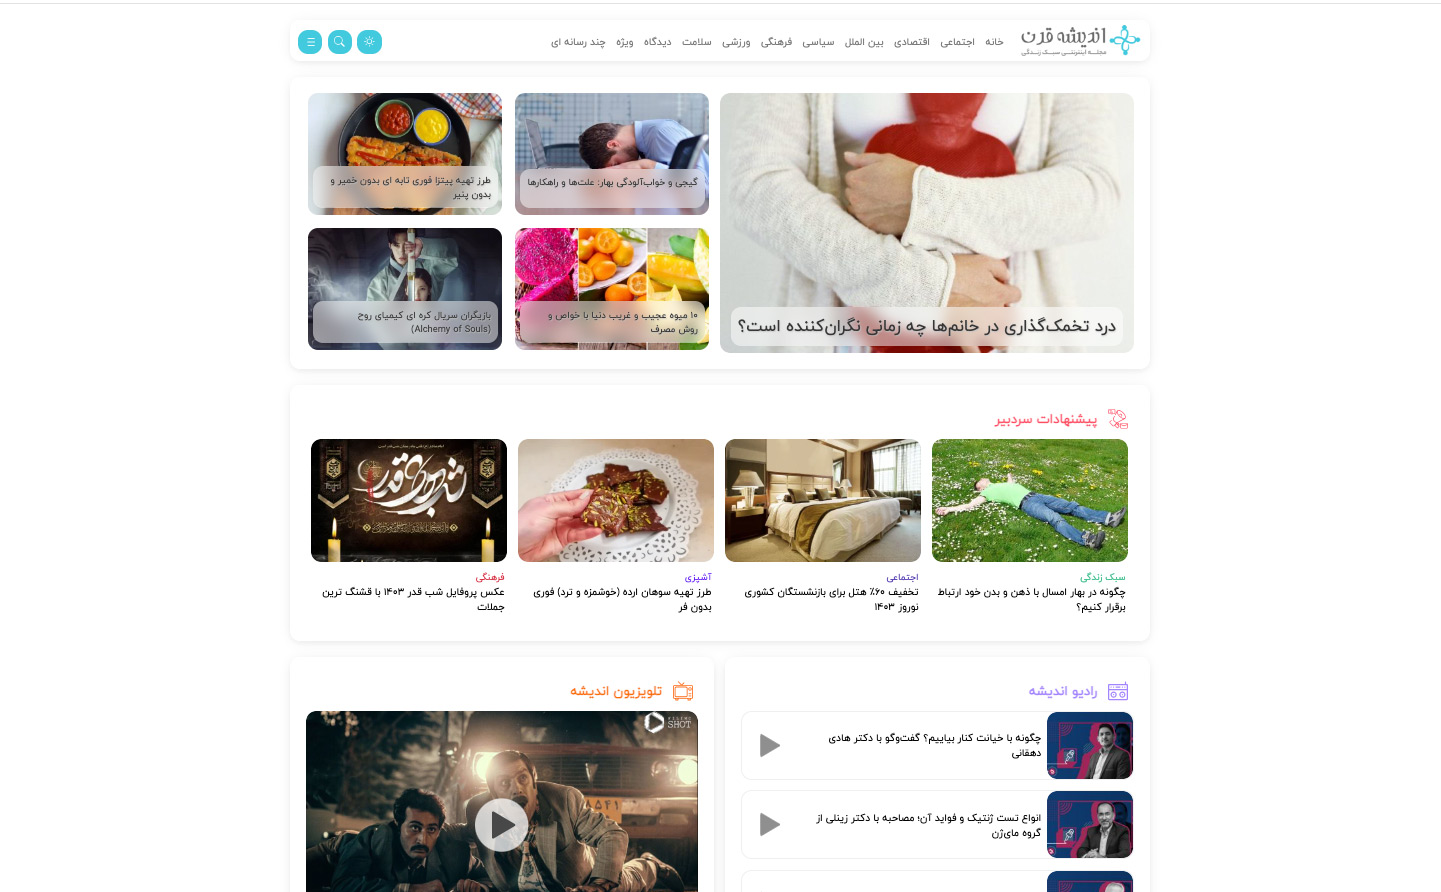 اندیشه قرن
مجله اینترنتی سبک زندگی
خانه اجتماعی اقتصادی بین الملل سیاسی فرهنگی ورزشی سلامت دیدگاه ویژه چند رسانه ای
درد تخمک‌گذاری در خانم‌ها چه زمانی نگران‌کننده است؟
گیجی و خواب‌آلودگی بهار: علت‌ها و راهکارها
طرز تهیه پیتزا فوری تابه ای بدون خمیر و
بدون پنیر
۱۰ میوه عجیب و غریب دنیا با خواص و
روش مصرف
بازیگران سریال کره ای کیمیای روح
(Alchemy of Souls)
پیشنهادات سردبیر
سبک زندگی
چگونه در بهار امسال با ذهن و بدن خود ارتباط
برقرار کنیم؟
اجتماعی
تخفیف ۶۰٪ هتل برای بازنشستگان کشوری
نوروز ۱۴۰۳
آشپزی
طرز تهیه سوهان ارده (خوشمزه و ترد) فوری
بدون فر
فرهنگی
عکس پروفایل شب قدر ۱۴۰۳ با قشنگ ترین
جملات
رادیو اندیشه
چگونه با خیانت کنار بیاییم؟ گفت‌وگو با دکتر هادی
دهقانی
انواع تست ژنتیک و فواید آن؛ مصاحبه با دکتر زینلی از
گروه مای‌ژن
تلویزیون اندیشه
SHOT